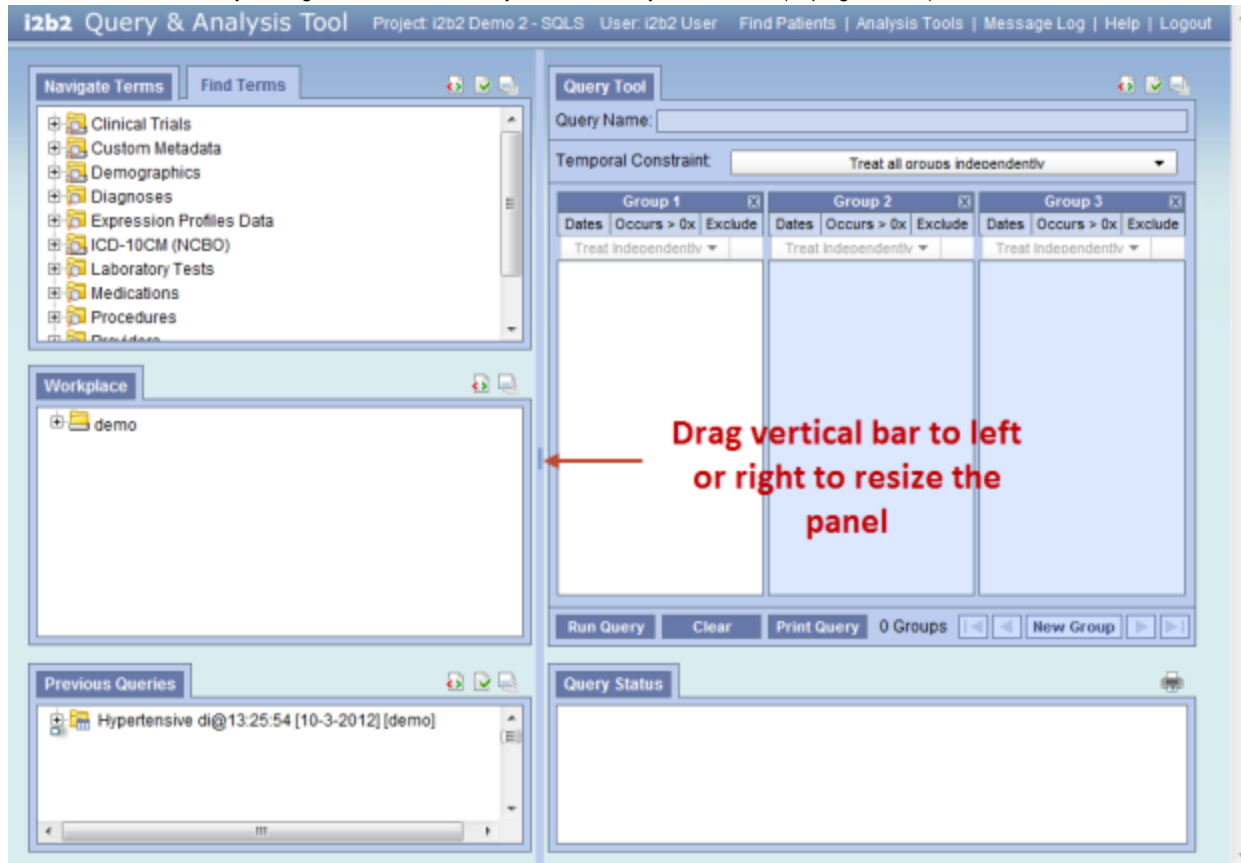 i2b2 Query & Analysis Tool Project: i2b2 Demo 2 - SQLS User: i2b2 User Find Patients | Analysis Tools | Message Log | Help | Logout
Navigate Terms Find Terms
Clinical Trials
Custom Metadata
Demographics
Diagnoses
Expression Profiles Data
ICD-10CM (NCBO)
Laboratory Tests
Medications
Procedures
Providers
Workplace
demo
Previous Queries
Hypertensive di@13:25:54 [10-3-2012] [demo]
Query Tool
Query Name:
Temporal Constraint: Treat all groups independently
Group 1 Group 2 Group 3
Dates Occurs > 0x Exclude Dates Occurs > 0x Exclude Dates Occurs > 0x Exclude
Treat Independently Treat Independently Treat Independently
Drag vertical bar to left
or right to resize the
panel
Run Query Clear Print Query 0 Groups New Group
Query Status